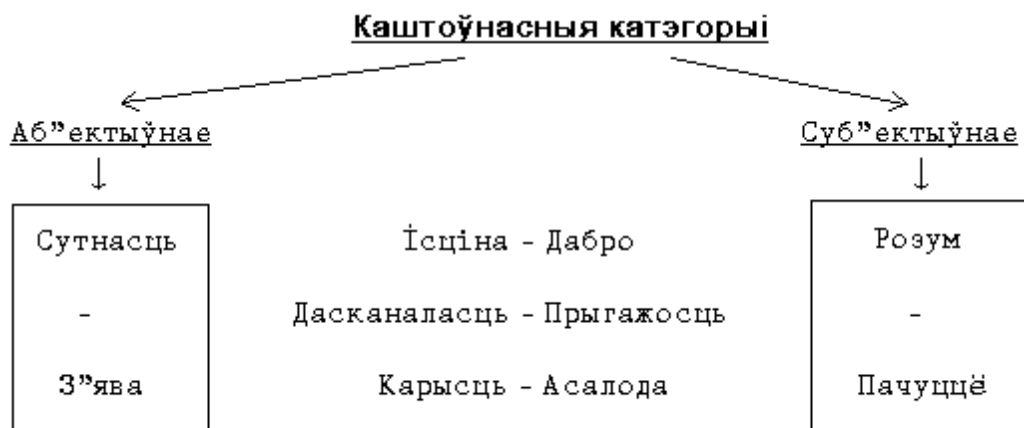 Каштоўнасныя катэгорыі
Аб”ектыўнае Суб”ектыўнае
Сутнасць Ісціна - Дабро Розум
- Дасканаласць - Прыгажосць -
З”ява Карысць - Асалода Пачуццё